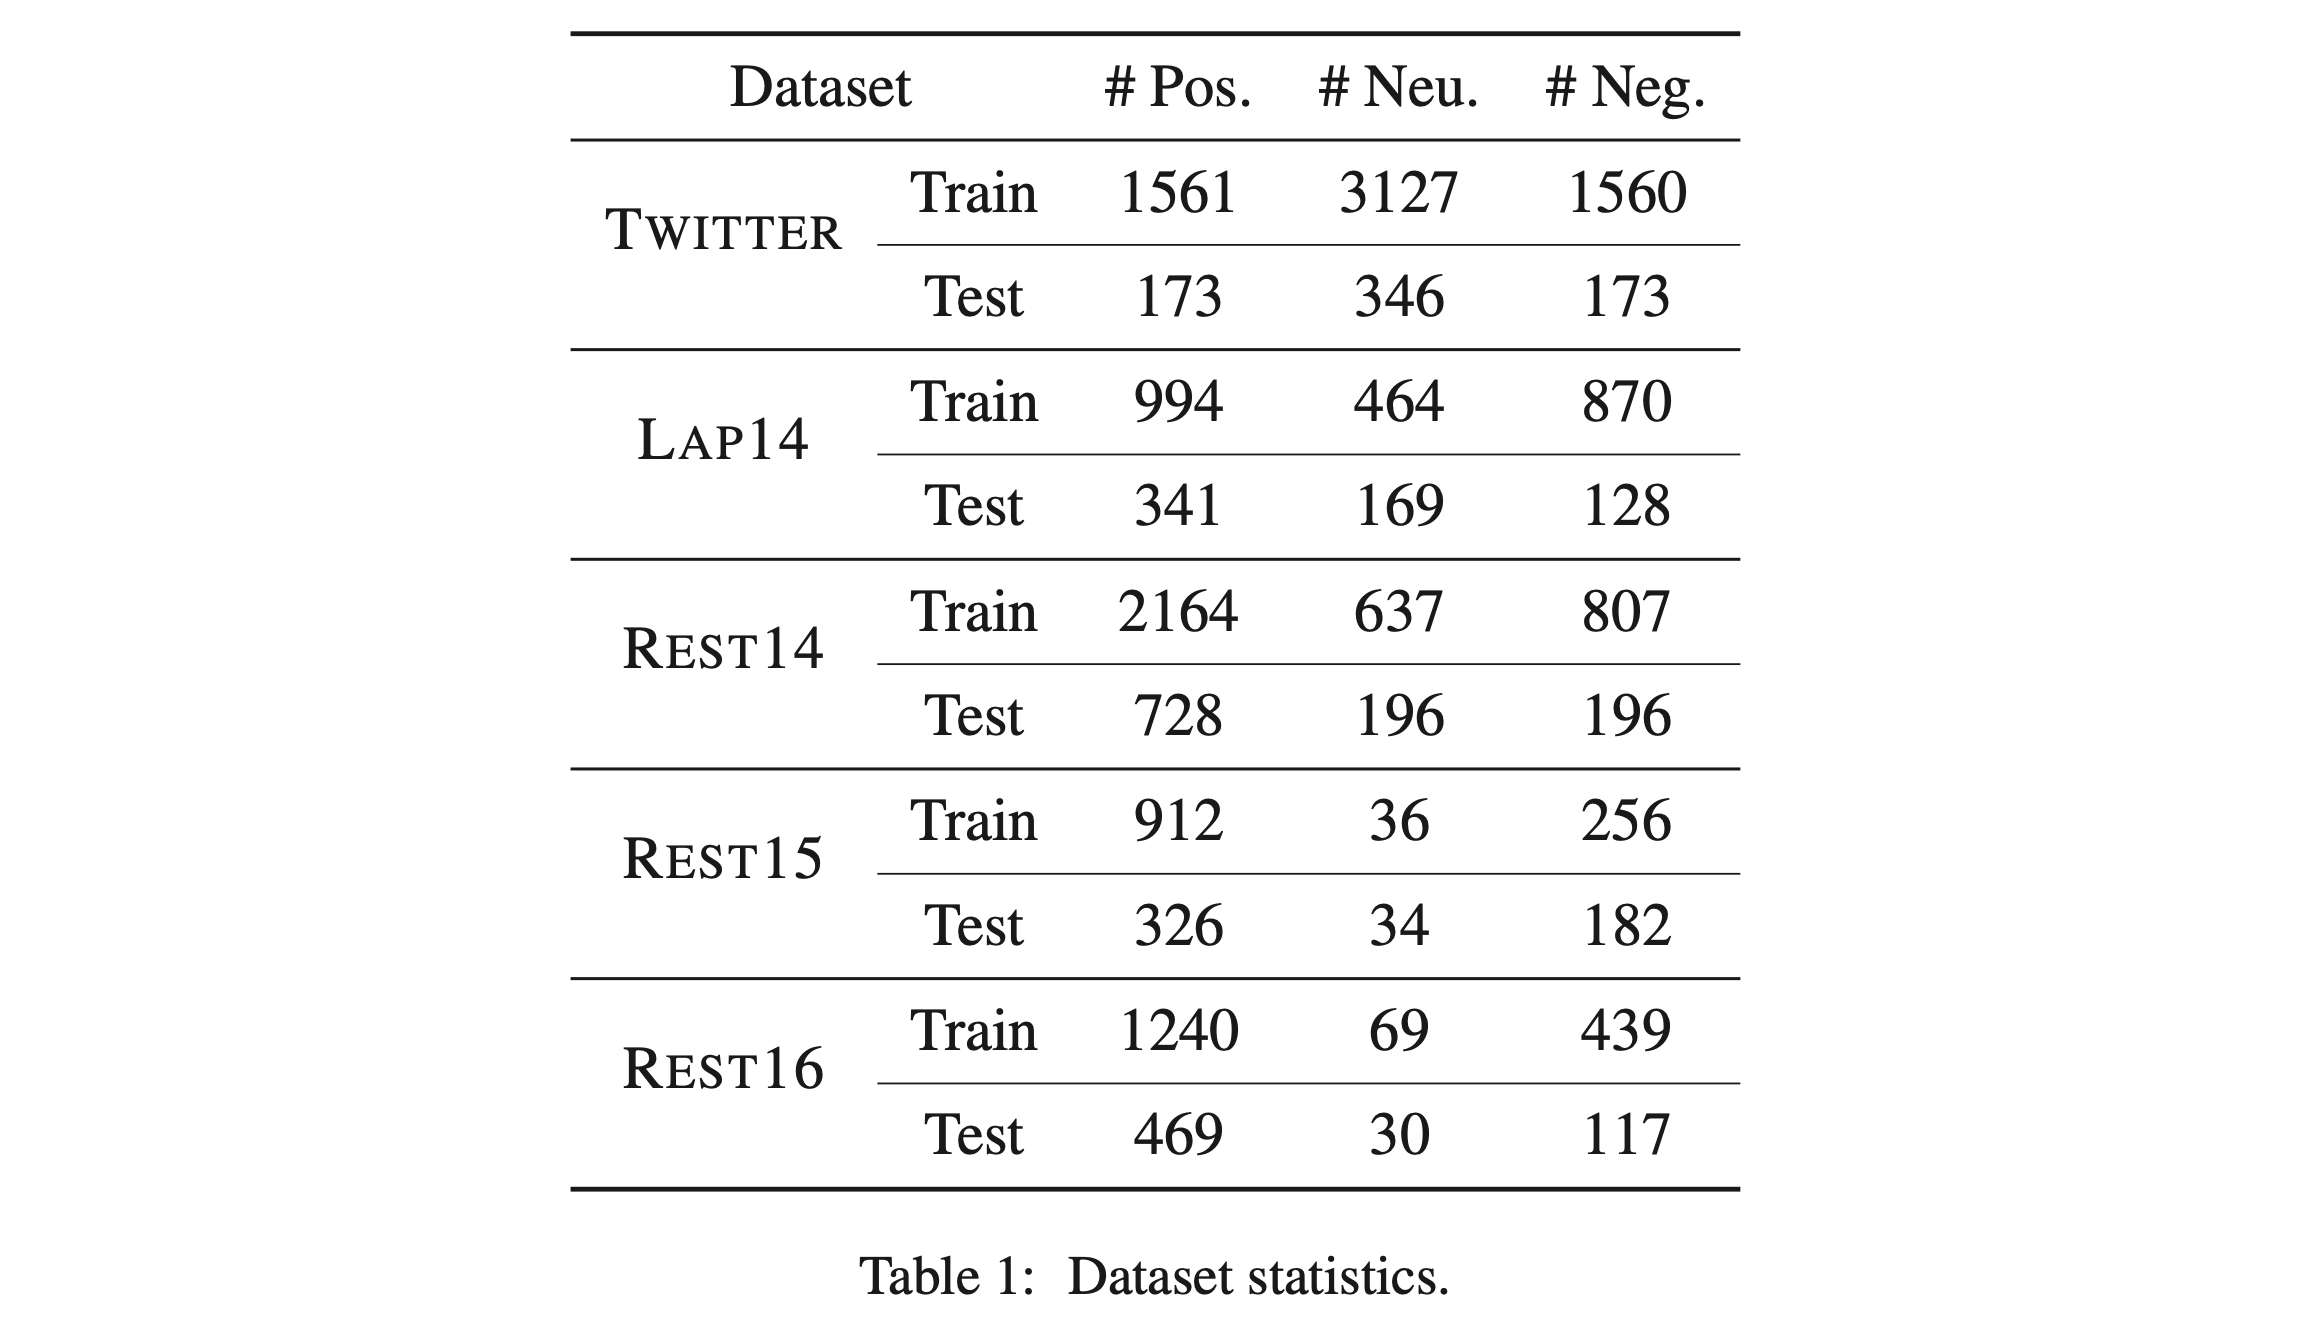 Dataset # Pos. # Neu. # Neg.
TWITTER Train 1561 3127 1560
Test 173 346 173
LAP14 Train 994 464 870
Test 341 169 128
REST14 Train 2164 637 807
Test 728 196 196
REST15 Train 912 36 256
Test 326 34 182
REST16 Train 1240 69 439
Test 469 30 117
Table 1: Dataset statistics.